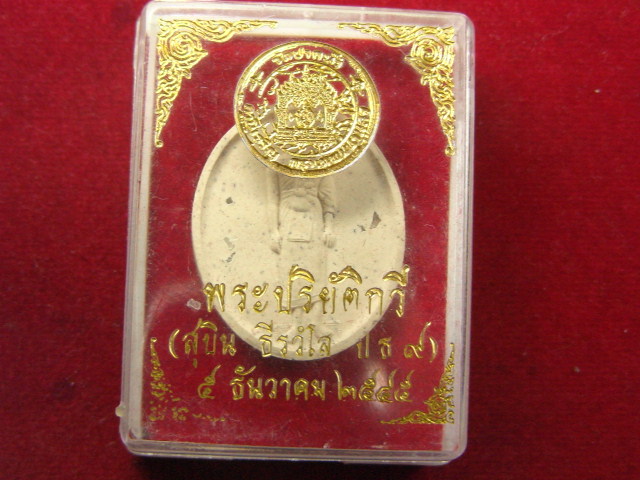 พระปริยัติกวี
(สุบิน ธีรวํโส ป ธ ๙)
๕ ธันวาคม ๒๕๔๕